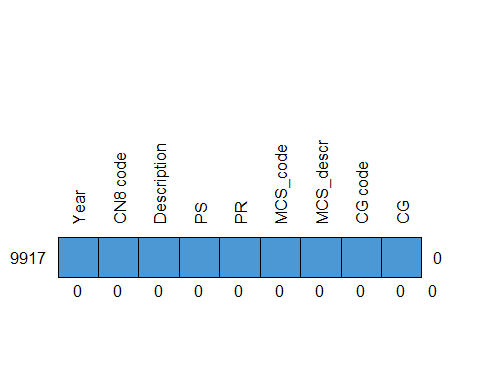 Year
CN8 code
Description
PS
PR
MCS_code
MCS_descr
CG code
CG
9917 0
0 0 0 0 0 0 0 0 0 0